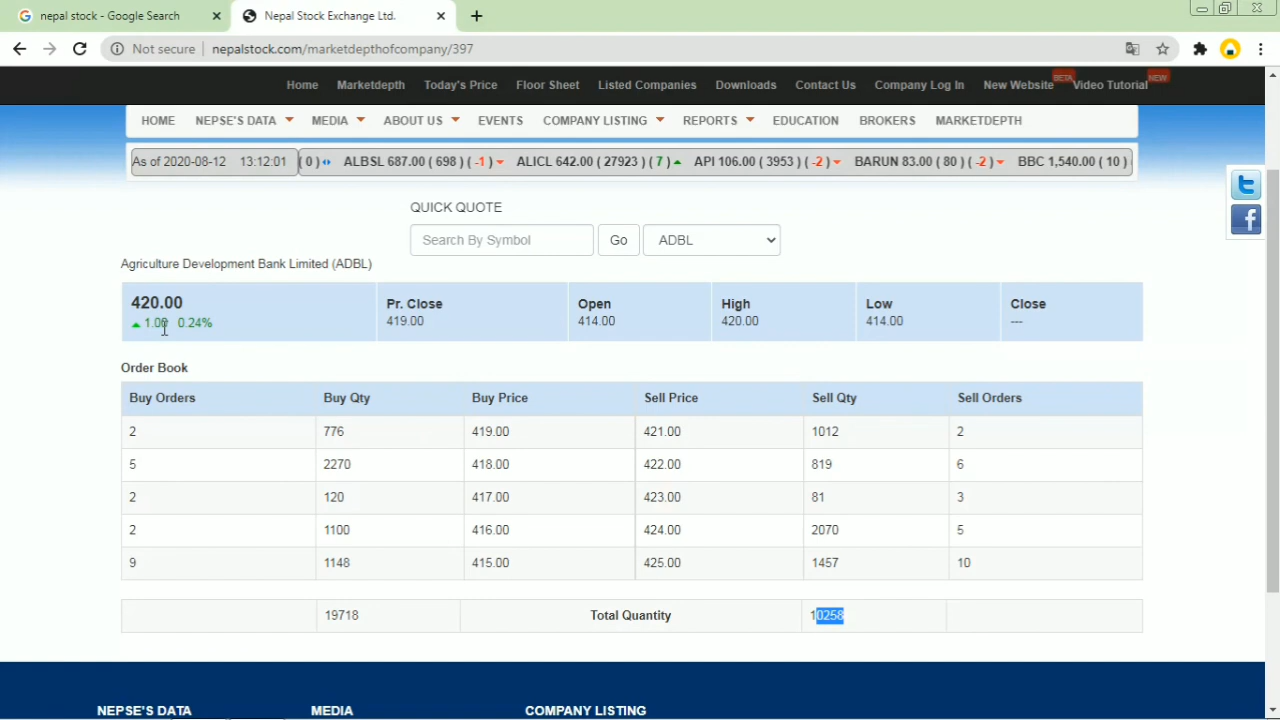 nepal stock - Google Search
Nepal Stock Exchange Ltd.
Not secure nepalstock.com/marketdepthofcompany/397
Home Marketdepth Today's Price Floor Sheet Listed Companies Downloads Contact Us Company Log In New Website BETA Video Tutorial NEW
HOME NEPSE'S DATA MEDIA ABOUT US EVENTS COMPANY LISTING REPORTS EDUCATION BROKERS MARKETDEPTH
As of 2020-08-12 13:12:01 ( 0 ) ALBSL 687.00 ( 698 ) ( -1 ) ALICL 642.00 ( 27923 ) ( 7 ) API 106.00 ( 3953 ) ( -2 ) BARUN 83.00 ( 80 ) ( -2 ) BBC 1,540.00 ( 10 )
QUICK QUOTE
Search By Symbol Go ADBL
Agriculture Development Bank Limited (ADBL)
420.00 Pr. Close Open High Low Close
1.00 0.24% 419.00 414.00 420.00 414.00 ---
Order Book
Buy Orders Buy Qty Buy Price Sell Price Sell Qty Sell Orders
2 776 419.00 421.00 1012 2
5 2270 418.00 422.00 819 6
2 120 417.00 423.00 81 3
2 1100 416.00 424.00 2070 5
9 1148 415.00 425.00 1457 10
19718 Total Quantity 10258
NEPSE'S DATA MEDIA COMPANY LISTING